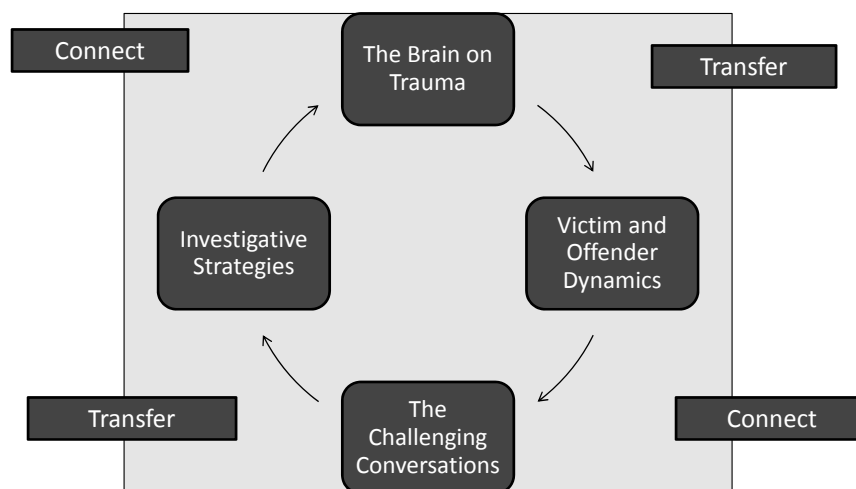 Connect
The Brain on
Trauma
Transfer
Investigative
Strategies
Victim and
Offender
Dynamics
Transfer
The
Challenging
Conversations
Connect